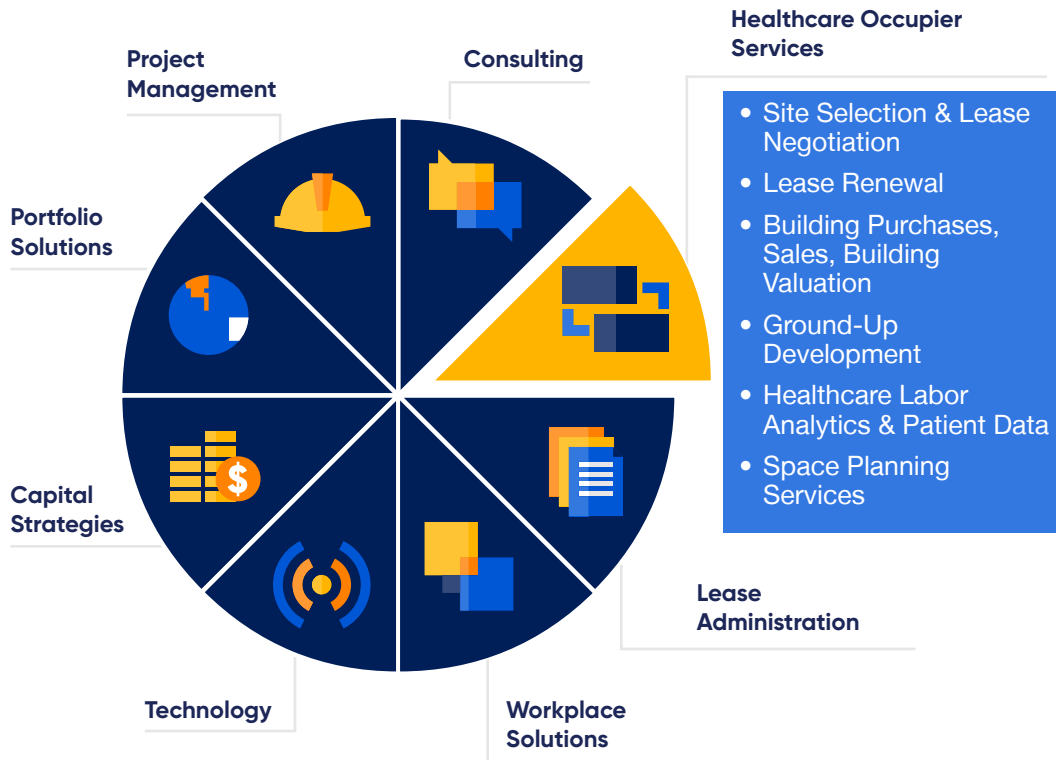 Healthcare Occupier
Services
Project
Management
Consulting
• Site Selection & Lease
Negotiation
• Lease Renewal
• Building Purchases,
Sales, Building
Valuation
• Ground-Up
Development
• Healthcare Labor
Analytics & Patient Data
• Space Planning
Services
Portfolio
Solutions
$
Capital
Strategies
Lease
Administration
Technology
Workplace
Solutions